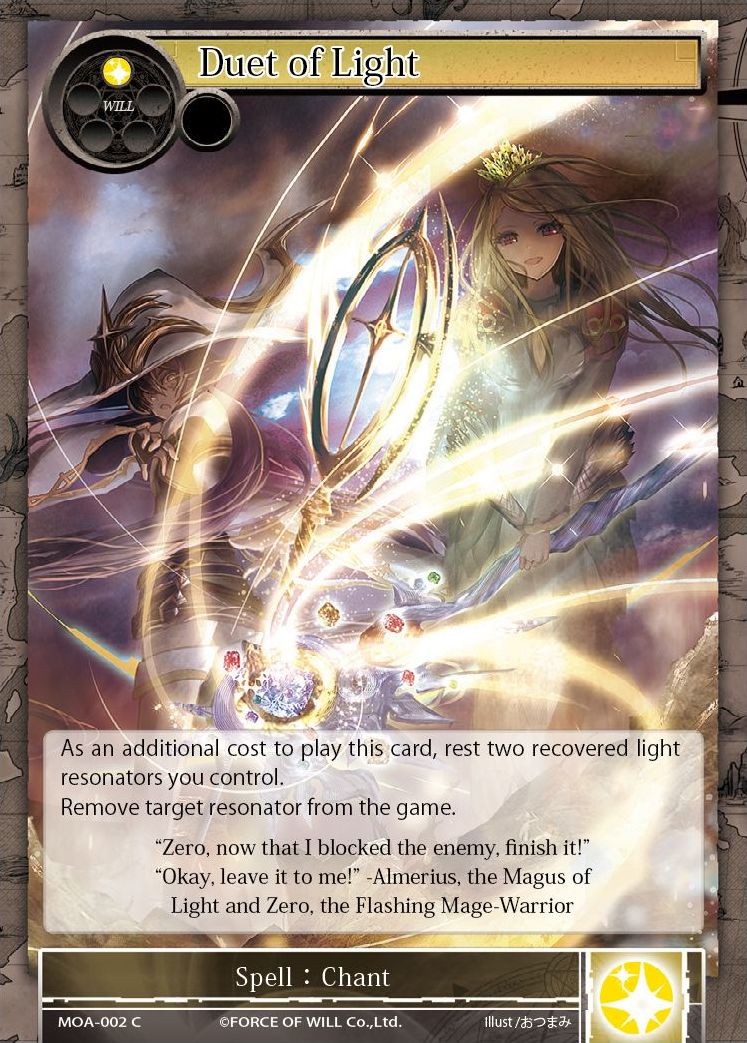 Duet of Light
WILL
As an additional cost to play this card, rest two recovered light
resonators you control.
Remove target resonator from the game.
“Zero, now that I blocked the enemy, finish it!”
“Okay, leave it to me!” -Almerius, the Magus of
Light and Zero, the Flashing Mage-Warrior
Spell : Chant
MOA-002 C ©FORCE OF WILL Co.,Ltd. Illust /おつまみ